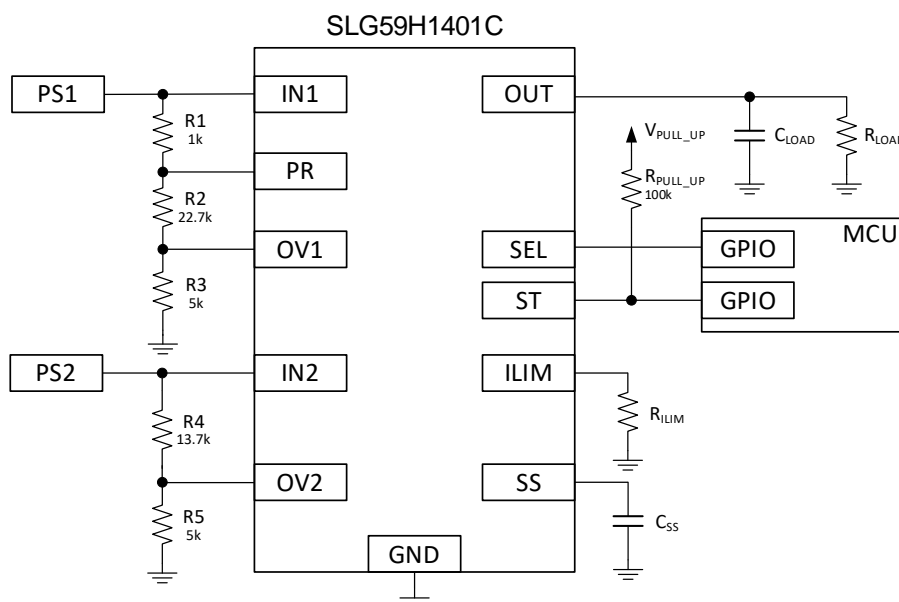 SLG59H1401C
PS1
IN1
OUT
R1
1k
V_PULL_UP
C_LOAD
R_LOAD
PR
R_PULL_UP
100k
R2
22.7k
MCU
OV1
SEL
GPIO
R3
5k
ST
GPIO
PS2
IN2
ILIM
R4
13.7k
R_ILIM
OV2
SS
R5
5k
C_SS
GND